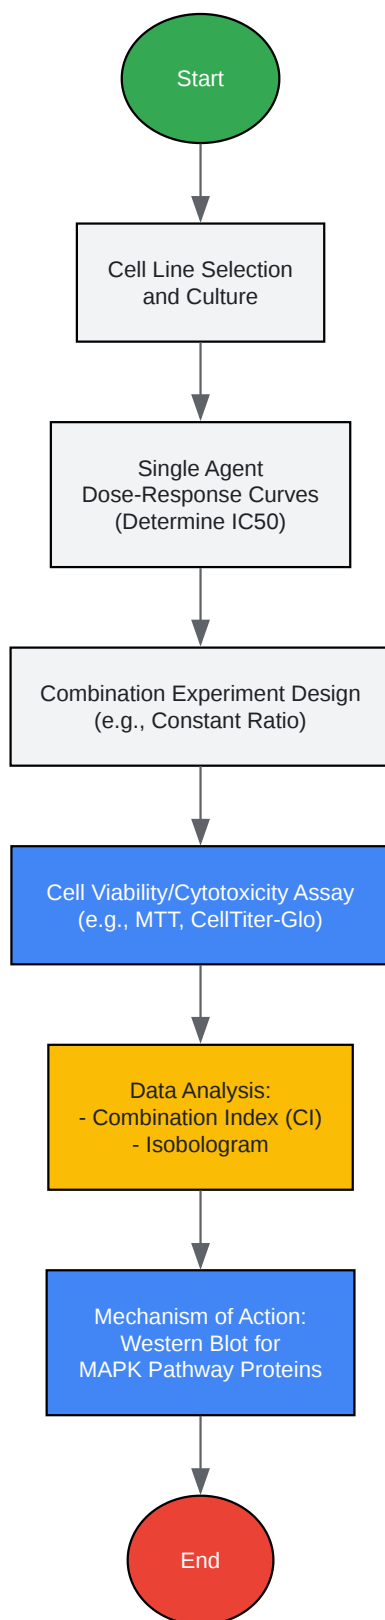 Start
Cell Line Selection
and Culture
Single Agent
Dose-Response Curves
(Determine IC50)
Combination Experiment Design
(e.g., Constant Ratio)
Cell Viability/Cytotoxicity Assay
(e.g., MTT, CellTiter-Glo)
Data Analysis:
- Combination Index (CI)
- Isobologram
Mechanism of Action:
Western Blot for
MAPK Pathway Proteins
End